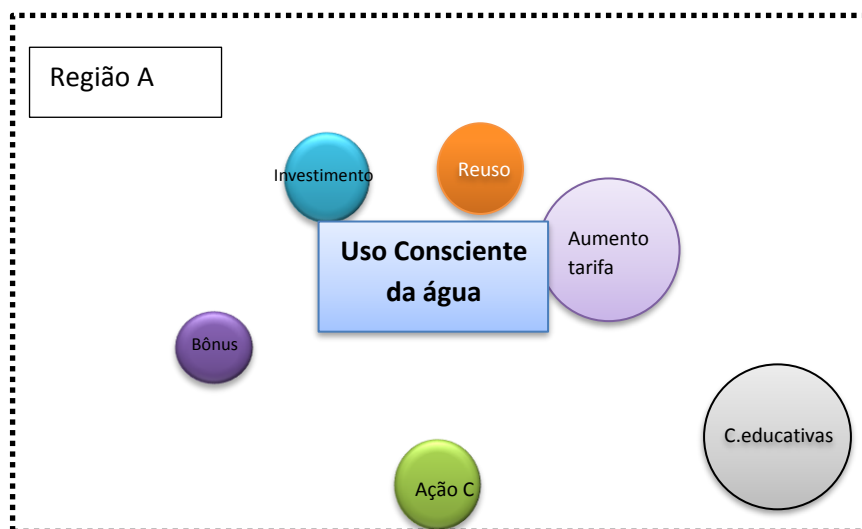 Região A
Investimento
Reuso
Uso Consciente
da água
Aumento
tarifa
Bônus
C.educativas
Ação C